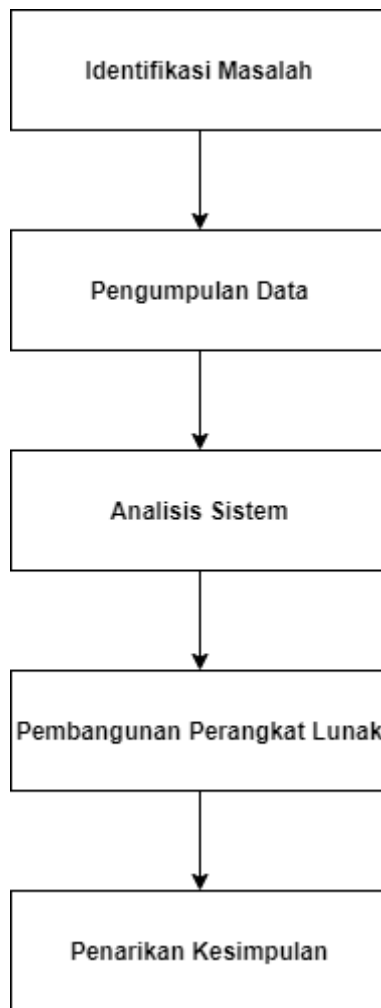 Identifikasi Masalah
Pengumpulan Data
Analisis Sistem
Pembangunan Perangkat Lunak
Penarikan Kesimpulan